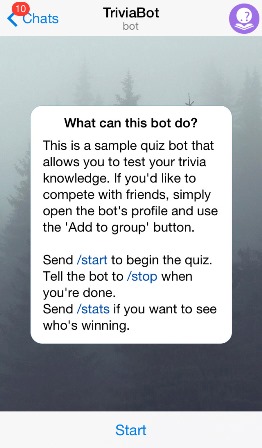 10
Chats
TriviaBot
bot
?
What can this bot do?
This is a sample quiz bot that
allows you to test your trivia
knowledge. If you'd like to
compete with friends, simply
open the bot's profile and use
the 'Add to group' button.
Send /start to begin the quiz.
Tell the bot to /stop when
you're done.
Send /stats if you want to see
who's winning.
Start